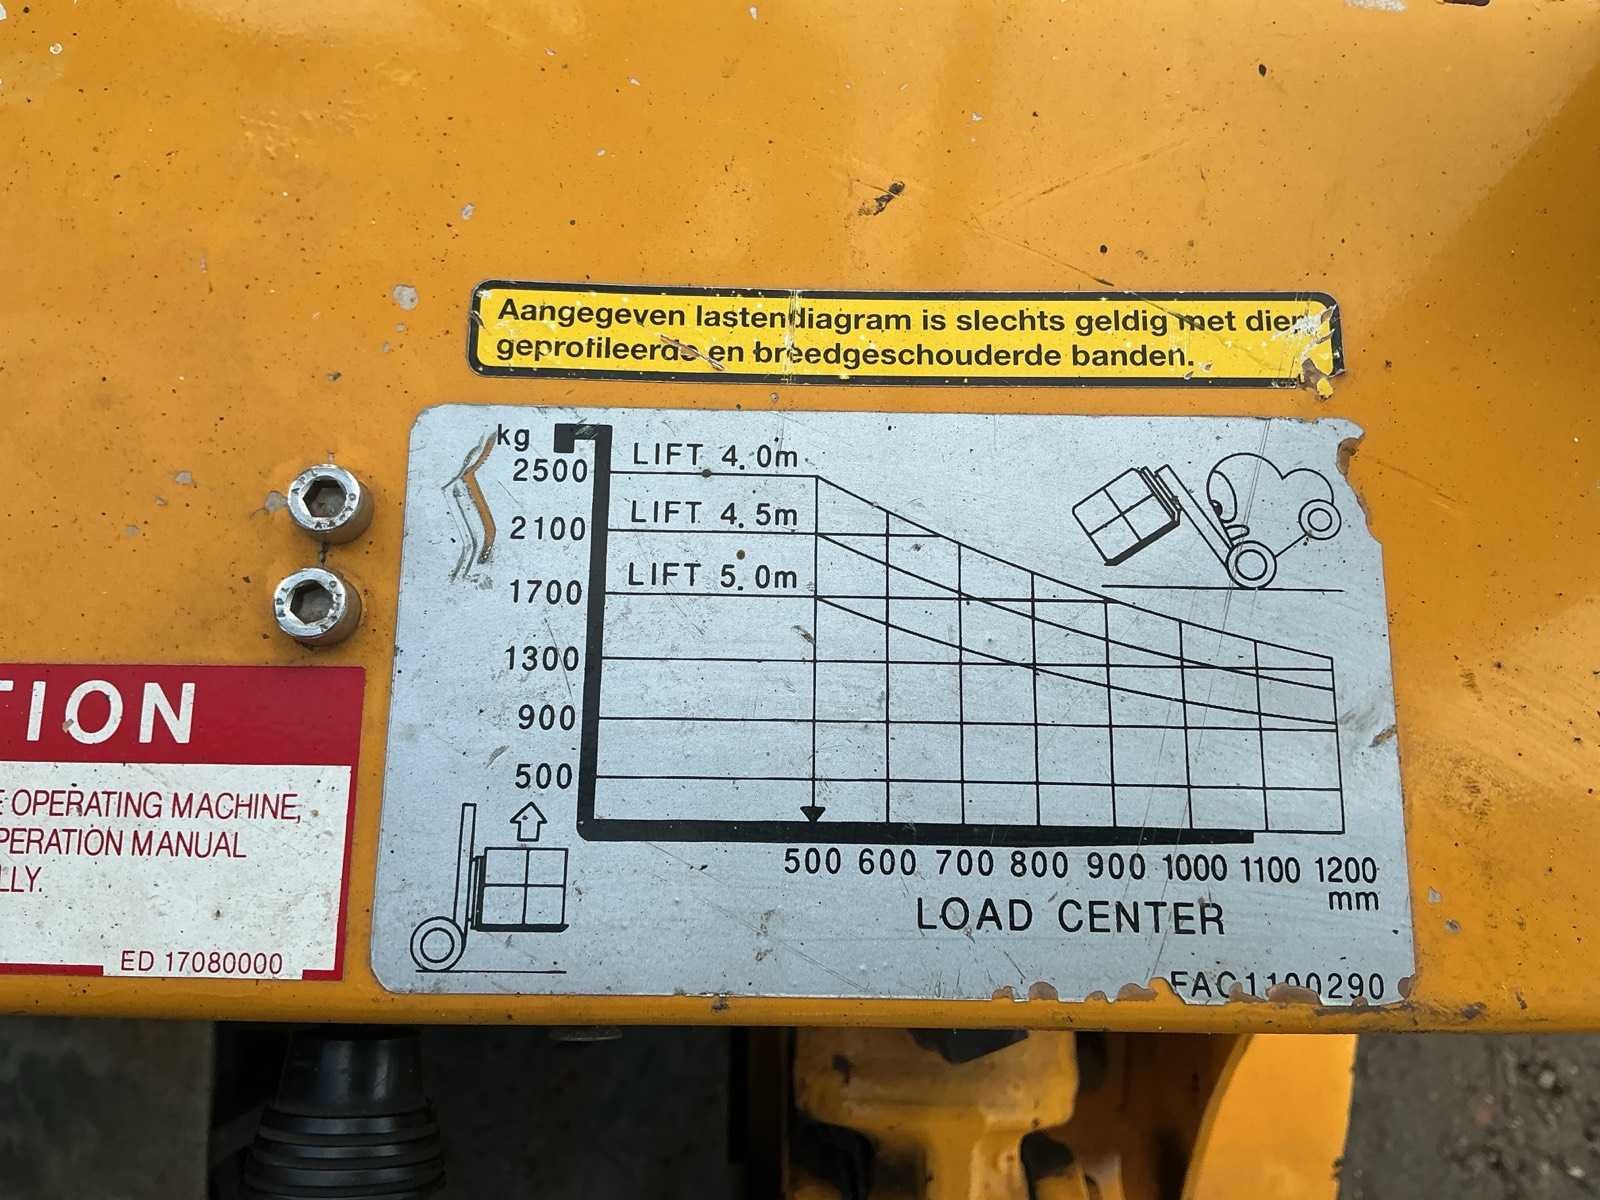 Aangegeven lastendiagram is slechts geldig met diep
geprofileerde en breedgeschouderde banden.
kg
2500 LIFT 4.0m
2100 LIFT 4.5m
1700 LIFT 5.0m
1300
900
500
500 600 700 800 900 1000 1100 1200
mm
LOAD CENTER
FAC1100290
TION
E OPERATING MACHINE,
PERATION MANUAL
LLY.
ED 17080000